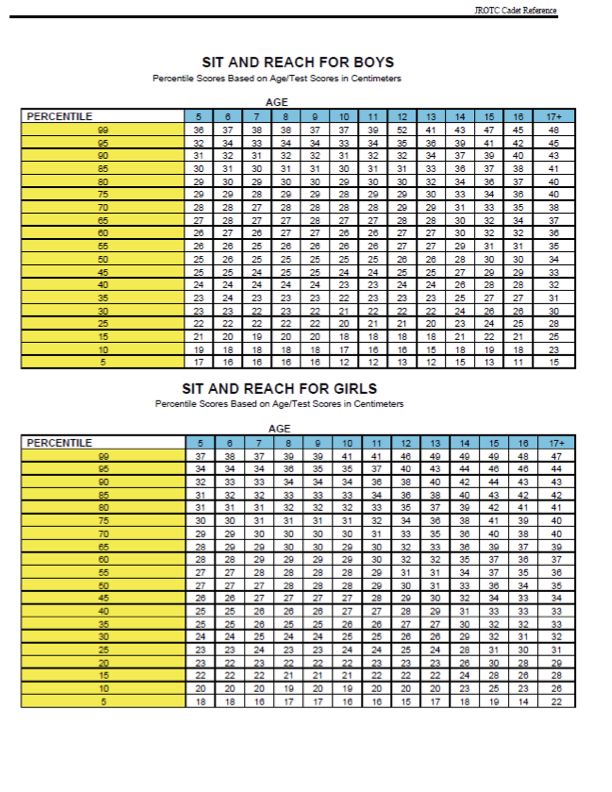 JROTC Cadet Reference
SIT AND REACH FOR BOYS
Percentile Scores Based on Age/Test Scores in Centimeters
AGE
PERCENTILE 5 6 7 8 9 10 11 12 13 14 15 16 17+
99 36 37 38 38 37 37 39 52 41 43 47 45 48
95 32 34 33 34 34 33 34 35 36 39 41 42 45
90 31 32 31 32 32 31 32 32 34 37 39 40 43
85 30 31 30 31 31 30 31 31 33 36 37 38 41
80 29 30 29 30 30 29 30 30 32 34 36 37 40
75 29 29 28 29 29 28 29 29 30 33 34 36 40
70 28 28 27 28 28 28 28 29 29 31 33 35 38
65 27 28 27 27 28 27 27 28 28 30 32 34 37
60 26 27 26 27 27 26 26 27 27 30 32 32 36
55 26 26 25 26 26 26 26 27 27 29 31 31 35
50 25 26 25 25 26 25 25 26 26 28 30 30 34
45 25 25 24 25 25 24 24 25 25 27 29 29 33
40 24 24 24 24 24 23 23 24 24 26 28 28 32
35 23 24 23 23 23 22 23 23 23 25 27 27 31
30 23 23 22 23 22 21 22 22 22 24 26 26 30
25 22 22 22 22 22 20 21 21 20 23 24 25 28
15 21 20 19 20 20 18 18 18 18 21 22 21 25
10 19 18 18 18 18 17 16 16 15 18 19 18 23
5 17 16 16 16 16 12 12 13 12 15 13 11 15
SIT AND REACH FOR GIRLS
Percentile Scores Based on Age/Test Scores in Centimeters
AGE
PERCENTILE 5 6 7 8 9 10 11 12 13 14 15 16 17+
99 37 38 37 39 39 41 41 46 49 49 49 48 47
95 34 34 34 36 35 35 37 40 43 44 46 46 44
90 32 33 33 34 34 34 36 38 40 42 44 43 43
85 31 32 32 33 33 33 34 36 38 40 43 42 42
80 31 31 31 32 32 32 33 35 37 39 42 41 41
75 30 30 31 31 31 31 32 34 36 38 41 39 40
70 29 29 30 30 30 30 31 33 35 36 40 38 40
65 28 29 29 30 30 29 30 32 33 36 39 37 39
60 28 28 29 29 29 29 30 32 32 35 37 36 37
55 27 27 28 28 28 28 29 31 31 34 37 35 36
50 27 27 27 28 28 28 29 30 31 33 36 34 35
45 26 26 27 27 27 27 28 29 30 32 34 33 34
40 25 25 26 26 26 27 27 28 29 31 33 33 33
35 25 25 26 25 25 26 26 27 27 30 32 32 33
30 24 24 25 24 24 25 25 26 26 29 32 31 32
25 23 23 24 23 23 24 24 25 24 28 31 30 31
20 23 22 23 22 22 22 23 23 23 26 30 28 29
15 22 22 22 21 21 21 22 22 22 24 28 26 28
10 20 20 20 19 20 19 20 20 20 23 25 23 26
5 18 18 16 17 17 16 16 15 17 18 19 14 22